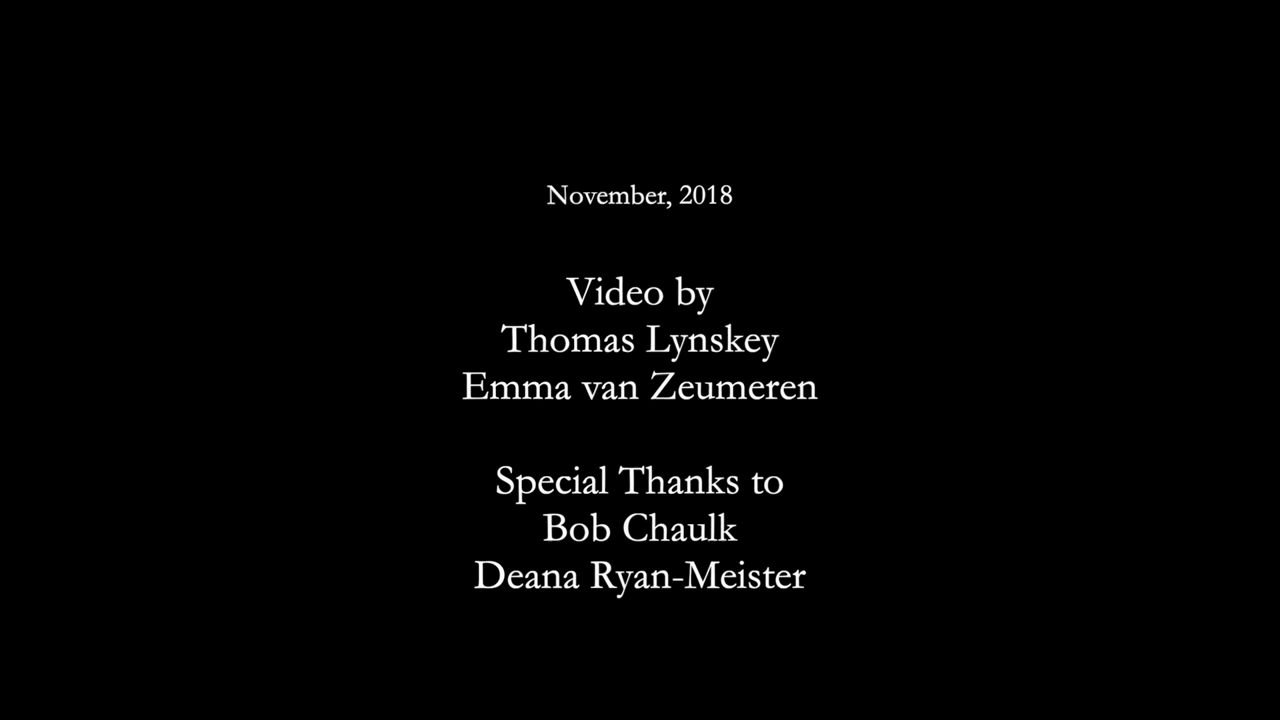 November, 2018
Video by
Thomas Lynskey
Emma van Zeumeren
Special Thanks to
Bob Chaulk
Deana Ryan-Meister